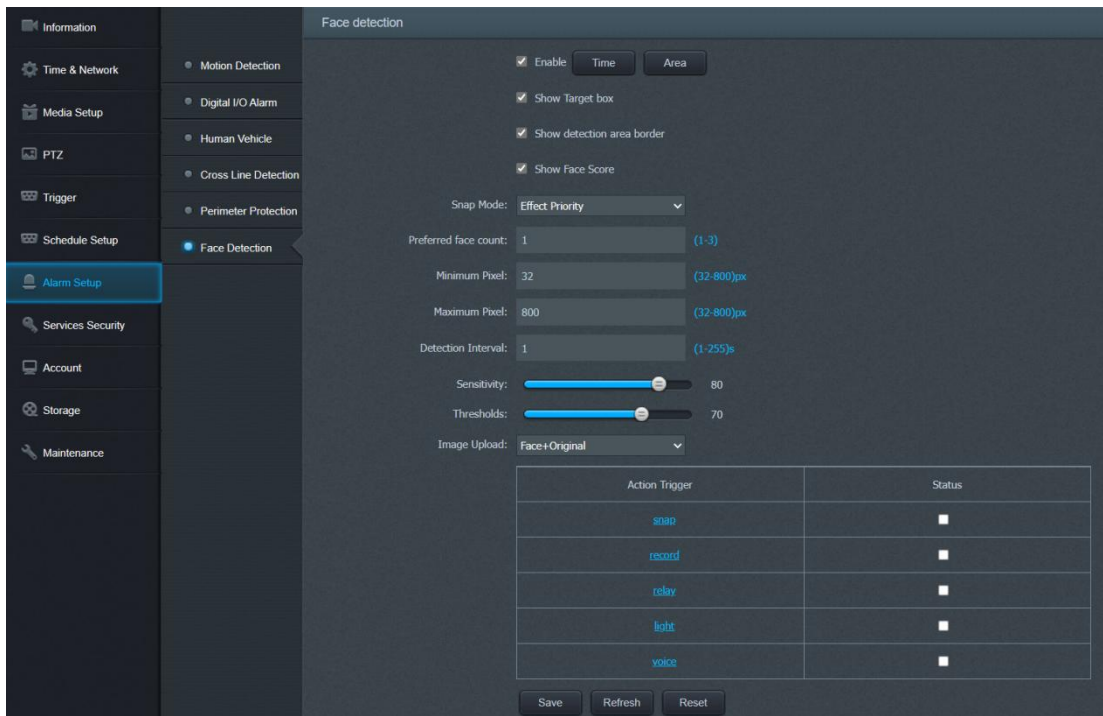 Information
Time & Network
Media Setup
PTZ
Trigger
Schedule Setup
Alarm Setup
Services Security
Account
Storage
Maintenance
Motion Detection
Digital I/O Alarm
Human Vehicle
Cross Line Detection
Perimeter Protection
Face Detection
Face detection
Enable Time Area
Show Target box
Show detection area border
Show Face Score
Snap Mode: Effect Priority
Preferred face count: 1 (1-3)
Minimum Pixel: 32 (32-800)px
Maximum Pixel: 800 (32-800)px
Detection Interval: 1 (1-255)s
Sensitivity: 80
Thresholds: 70
Image Upload: Face+Original
Action Trigger Status
snap
record
relay
light
voice
Save Refresh Reset